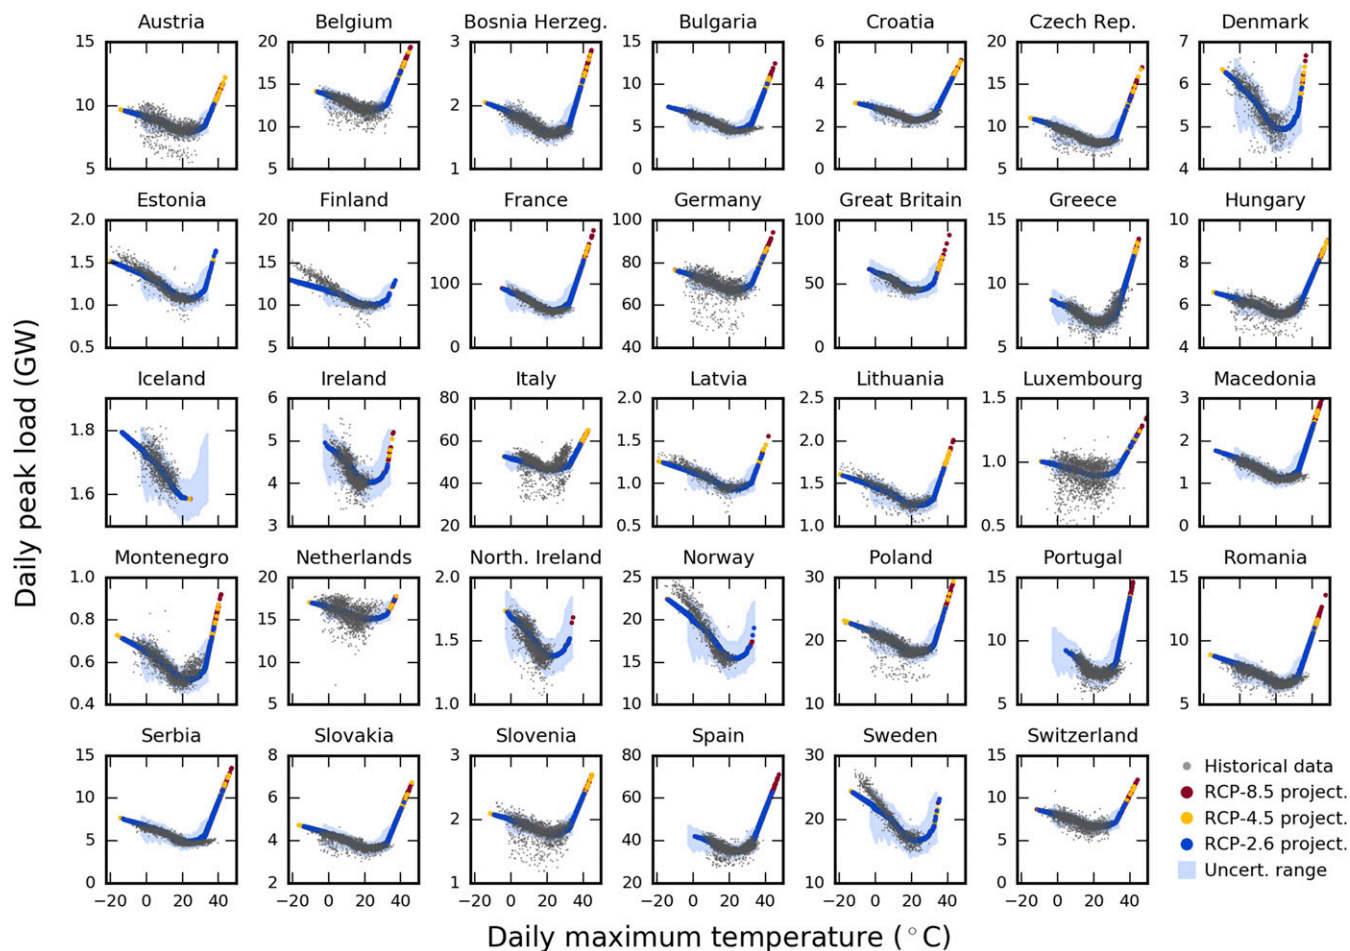 Austria Belgium Bosnia Herzeg. Bulgaria Croatia Czech Rep. Denmark
15 20 3 15 6 20 7
10 15 2 10 4 15 6
10 5 2 10 5
5 5 1 0 0 5 4
Estonia Finland France Germany Great Britain Greece Hungary
2.0 20 200 100 100 15 10
1.5 15 80 8
100 50 10
1.0 10 60 6
0.5 5 0 40 0 5 4
Iceland Ireland Italy Latvia Lithuania Luxembourg Macedonia
6 80 2.0 2.5 1.5 3
1.8 5 60 1.5 2.0 2
1.0
1.6 4 40 1.0 1.5 1
3 20 0.5 1.0 0.5 0
Montenegro Netherlands North. Ireland Norway Poland Portugal Romania
1.0 20 2.0 25 30 15 15
0.8 15 20
1.5 20 10 10
0.6 10 15
0.4 5 1.0 10 10 5 5
Serbia Slovakia Slovenia Spain Sweden Switzerland
15 8 3 80 30 15
10 6 60 10
2 20
5 4 40 5
0 2 1 20 10 0
−20 0 20 40 −20 0 20 40 −20 0 20 40 −20 0 20 40 −20 0 20 40 −20 0 20 40
Historical data
RCP-8.5 project.
RCP-4.5 project.
RCP-2.6 project.
Uncert. range
Daily peak load (GW)
Daily maximum temperature (°C)